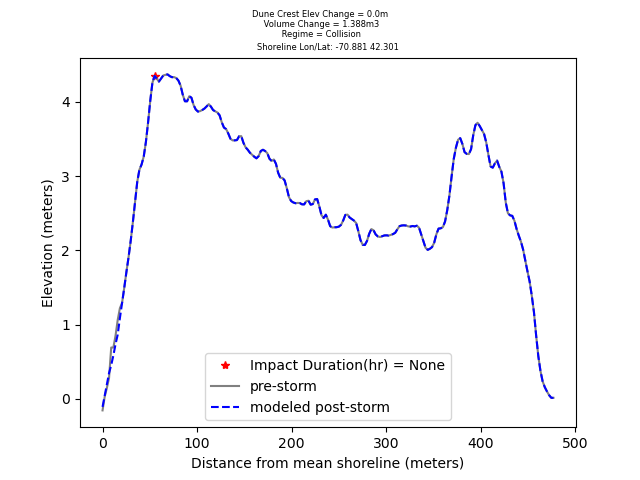 Dune Crest Elev Change = 0.0m
Volume Change = 1.388m3
Regime = Collision
Shoreline Lon/Lat: -70.881 42.301
Elevation (meters)
4
3
2
1
0
Impact Duration(hr) = None
pre-storm
modeled post-storm
0 100 200 300 400 500
Distance from mean shoreline (meters)